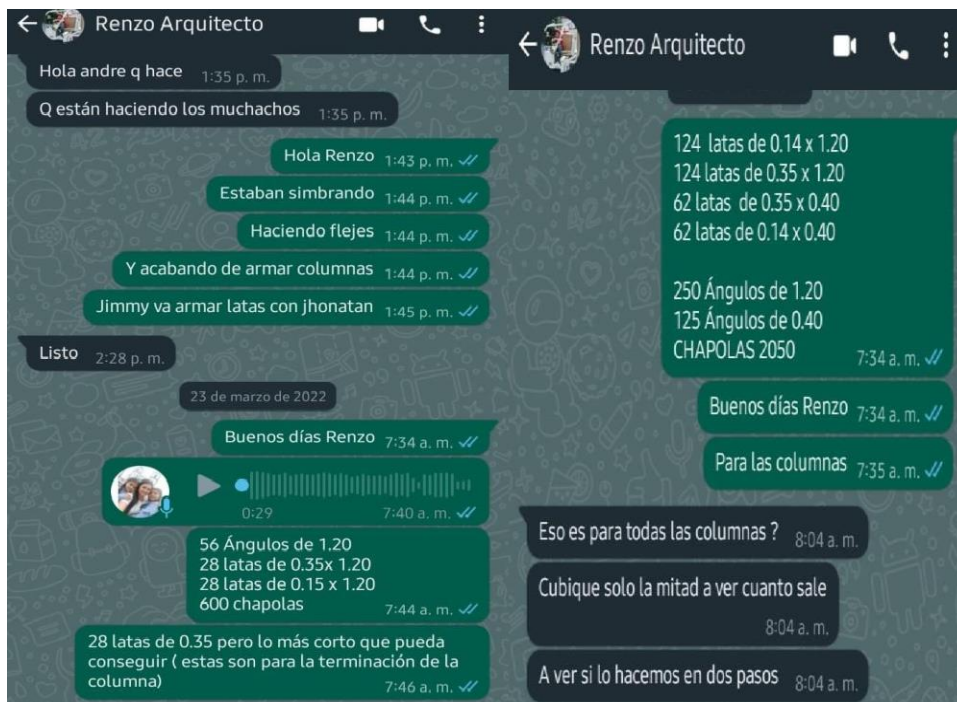 Renzo Arquitecto
Hola andre q hace 1:35 p. m.
Q están haciendo los muchachos 1:35 p. m.
Hola Renzo 1:43 p. m.
Estaban simbrando 1:44 p. m.
Haciendo flejes 1:44 p. m.
Y acabando de armar columnas 1:44 p. m.
Jimmy va armar latas con jhonatan 1:45 p. m.
Listo 2:28 p. m.
23 de marzo de 2022
Buenos días Renzo 7:34 a. m.
0:29 7:40 a. m.
56 Ángulos de 1.20
28 latas de 0.35x 1.20
28 latas de 0.15 x 1.20
600 chapolas 7:44 a. m.
28 latas de 0.35 pero lo más corto que pueda
conseguir ( estas son para la terminación de la
columna) 7:46 a. m.
Renzo Arquitecto
124 latas de 0.14 x 1.20
124 latas de 0.35 x 1.20
62 latas de 0.35 x 0.40
62 latas de 0.14 x 0.40
250 Ángulos de 1.20
125 Ángulos de 0.40
CHAPOLAS 2050 7:34 a. m.
Buenos días Renzo 7:34 a. m.
Para las columnas 7:35 a. m.
Eso es para todas las columnas ? 8:04 a. m.
Cubique solo la mitad a ver cuanto sale
8:04 a. m.
A ver si lo hacemos en dos pasos 8:04 a. m.